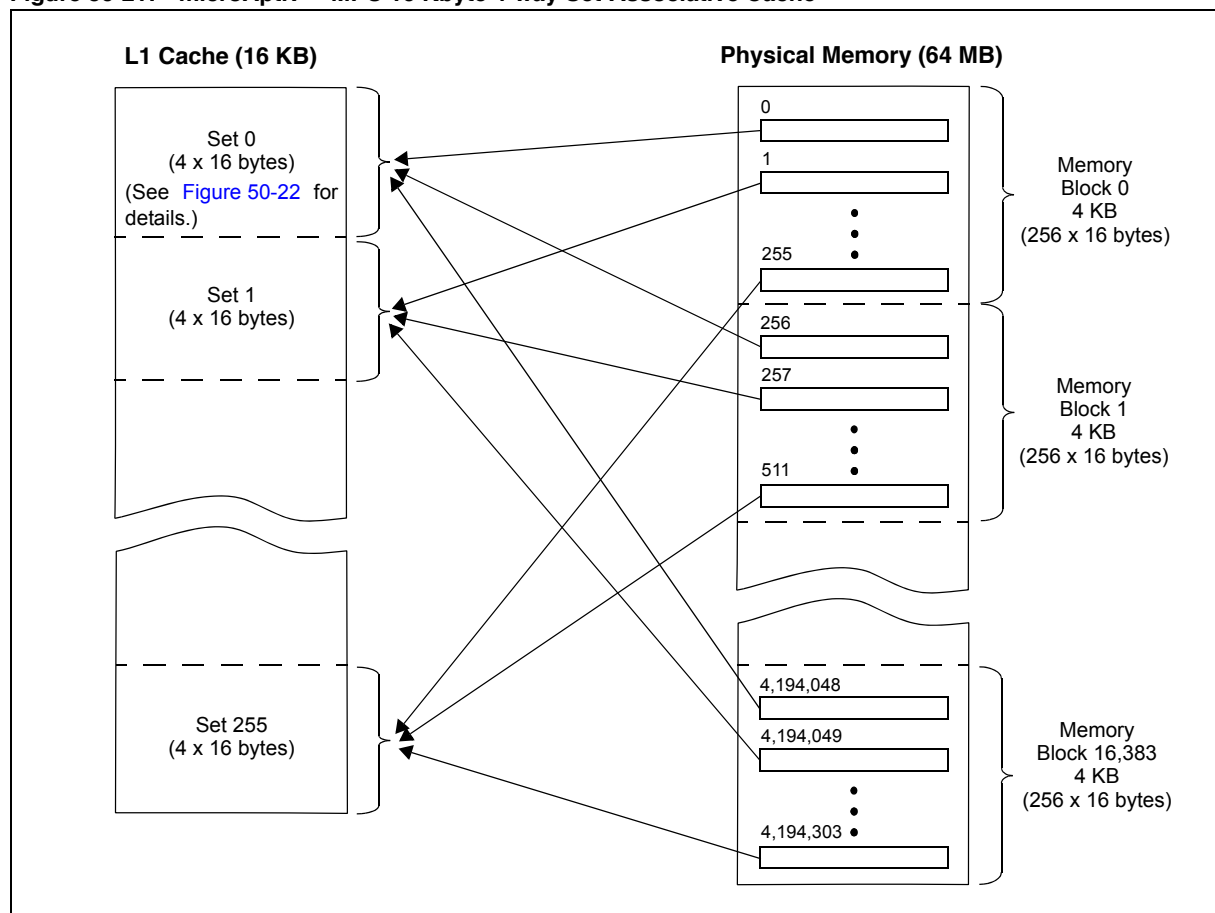 L1 Cache (16 KB)
Physical Memory (64 MB)
Set 0
(4 x 16 bytes)
(See Figure 50-22 for
details.)
Set 1
(4 x 16 bytes)
Set 255
(4 x 16 bytes)
0
1
255
256
257
511
4,194,048
4,194,049
4,194,303
Memory
Block 0
4 KB
(256 x 16 bytes)
Memory
Block 1
4 KB
(256 x 16 bytes)
Memory
Block 16,383
4 KB
(256 x 16 bytes)